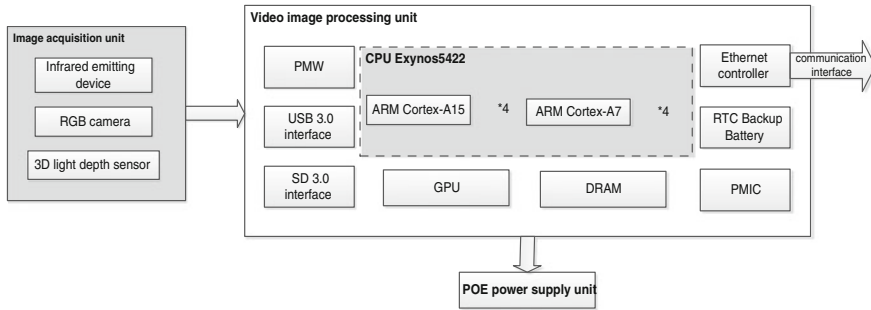 Image acquisition unit
Infrared emitting
device
RGB camera
3D light depth sensor
Video image processing unit
PMW
USB 3.0
interface
SD 3.0
interface
CPU Exynos5422
ARM Cortex-A15
*4
ARM Cortex-A7
*4
GPU
DRAM
Ethernet
controller
RTC Backup
Battery
PMIC
communication
interface
POE power supply unit